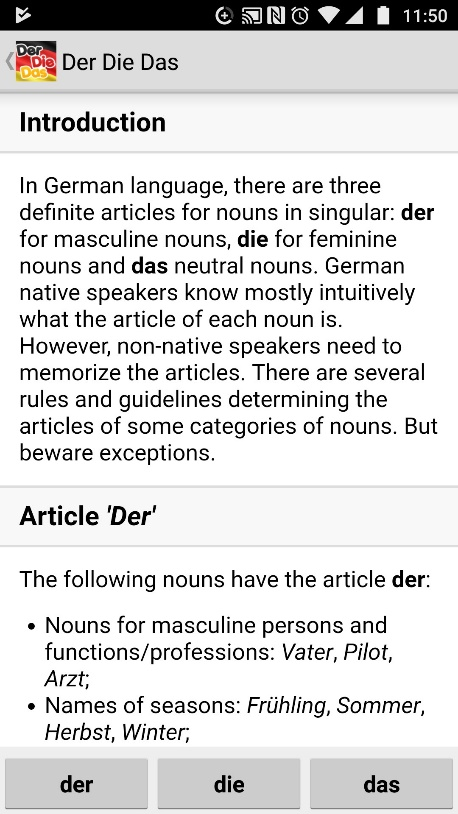 11:50
Der Die Das
Der Die Das
Introduction
In German language, there are three
definite articles for nouns in singular: der
for masculine nouns, die for feminine
nouns and das neutral nouns. German
native speakers know mostly intuitively
what the article of each noun is.
However, non-native speakers need to
memorize the articles. There are several
rules and guidelines determining the
articles of some categories of nouns. But
beware exceptions.
Article 'Der'
The following nouns have the article der:
• Nouns for masculine persons and
functions/professions: Vater, Pilot,
Arzt;
• Names of seasons: Frühling, Sommer,
Herbst, Winter;
der die das